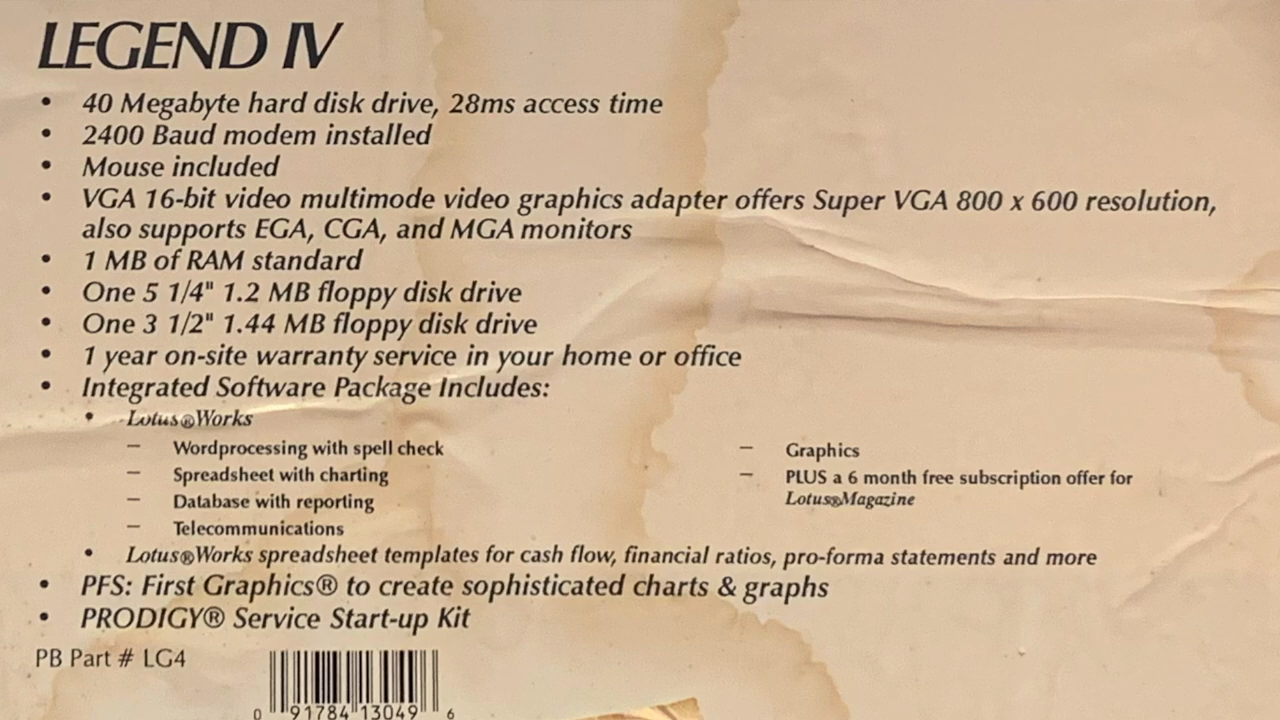 LEGEND IV
• 40 Megabyte hard disk drive, 28ms access time
• 2400 Baud modem installed
• Mouse included
• VGA 16-bit video multimode video graphics adapter offers Super VGA 800 x 600 resolution,
also supports EGA, CGA, and MGA monitors
• 1 MB of RAM standard
• One 5 1/4" 1.2 MB floppy disk drive
• One 3 1/2" 1.44 MB floppy disk drive
• 1 year on-site warranty service in your home or office
• Integrated Software Package Includes:
• Lotus®Works
– Wordprocessing with spell check
– Spreadsheet with charting
– Database with reporting
– Telecommunications
– Graphics
– PLUS a 6 month free subscription offer for
Lotus®Magazine
• Lotus®Works spreadsheet templates for cash flow, financial ratios, pro-forma statements and more
• PFS: First Graphics® to create sophisticated charts & graphs
• PRODIGY® Service Start-up Kit
PB Part # LG4
0 91784 13049 6